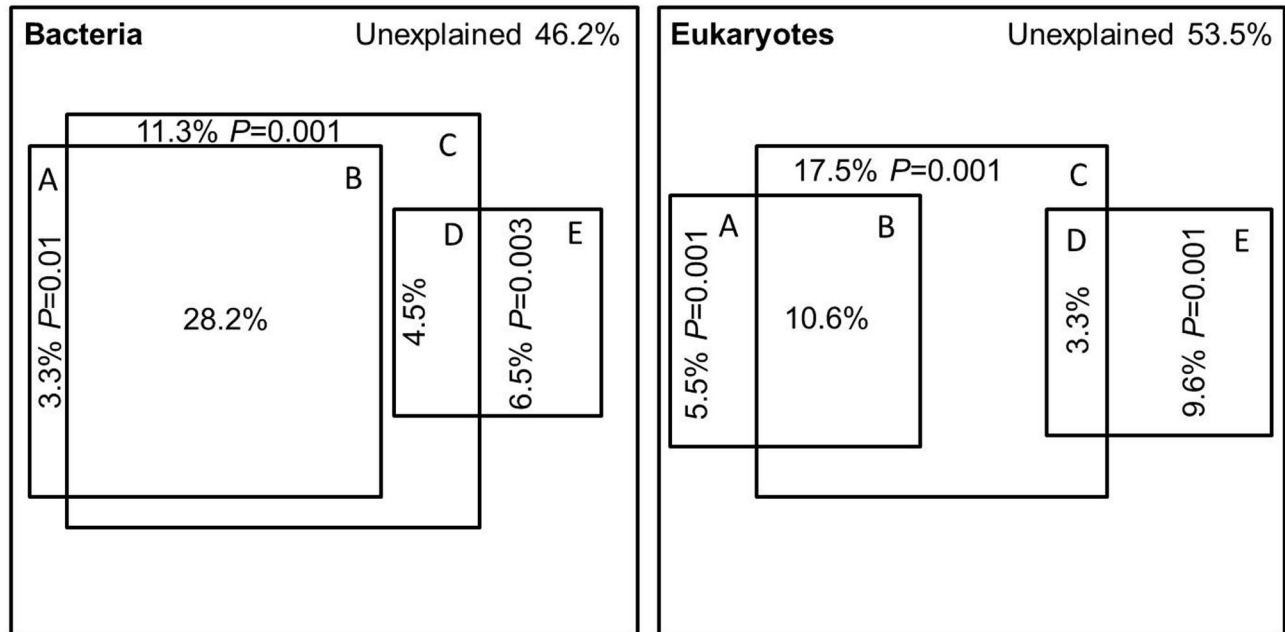 Bacteria Unexplained 46.2%
11.3% P=0.001
C
A
B
3.3% P=0.01
28.2%
D
E
4.5%
6.5% P=0.003
Eukaryotes Unexplained 53.5%
17.5% P=0.001
C
A
B
5.5% P=0.001
10.6%
D
E
3.3%
9.6% P=0.001